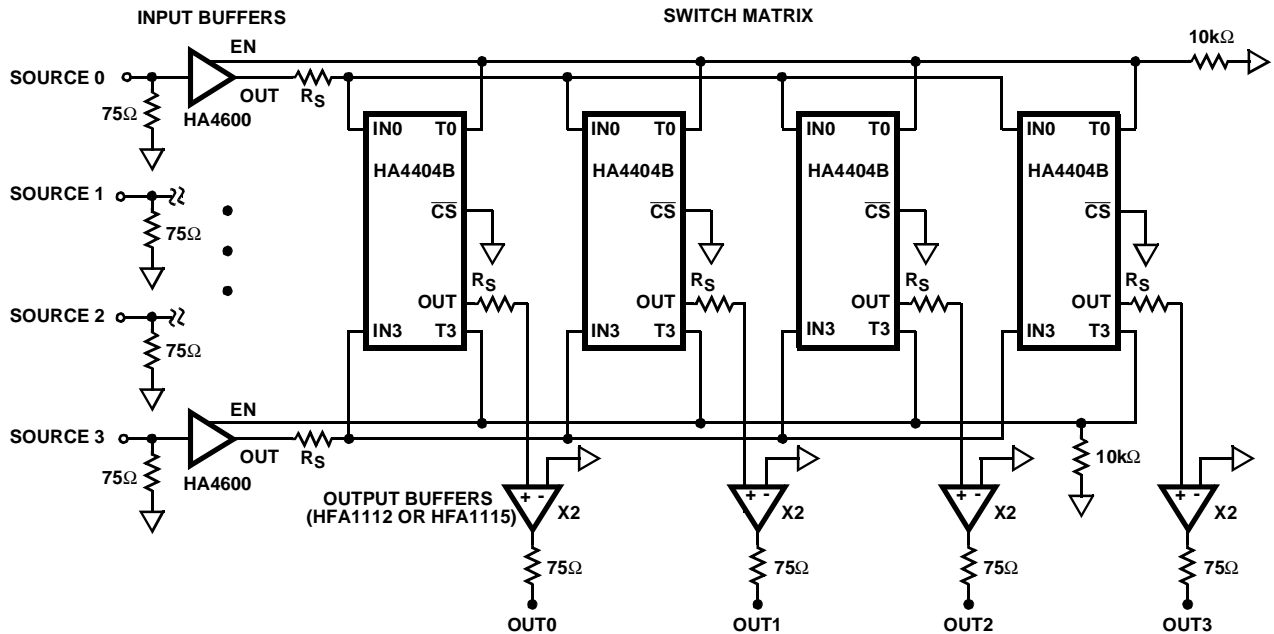 INPUT BUFFERS
SWITCH MATRIX
EN
10kΩ
SOURCE 0
OUT
RS
75Ω
HA4600
IN0 T0
IN0 T0
IN0 T0
IN0 T0
HA4404B
HA4404B
HA4404B
HA4404B
SOURCE 1
CS
CS
CS
CS
75Ω
RS
RS
RS
RS
OUT
OUT
OUT
OUT
SOURCE 2
IN3 T3
IN3 T3
IN3 T3
IN3 T3
75Ω
EN
SOURCE 3
OUT
RS
10kΩ
75Ω
HA4600
OUTPUT BUFFERS
(HFA1112 OR HFA1115)
+ -
X2
+ -
X2
+ -
X2
+ -
X2
75Ω
75Ω
75Ω
75Ω
OUT0
OUT1
OUT2
OUT3